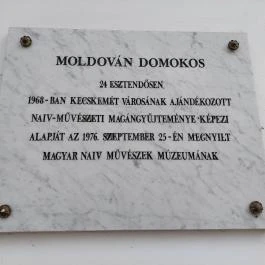 MOLDOVÁN DOMOKOS
24 ESZTENDŐSEN,
1968-BAN KECSKEMÉT VÁROSÁNAK AJÁNDÉKOZOTT
NAIV-MŰVÉSZETI MAGÁNGYŰJTEMÉNYE KÉPEZI
ALAPJÁT AZ 1976. SZEPTEMBER 25-ÉN MEGNYILT
MAGYAR NAIV MŰVÉSZEK MÚZEUMÁNAK